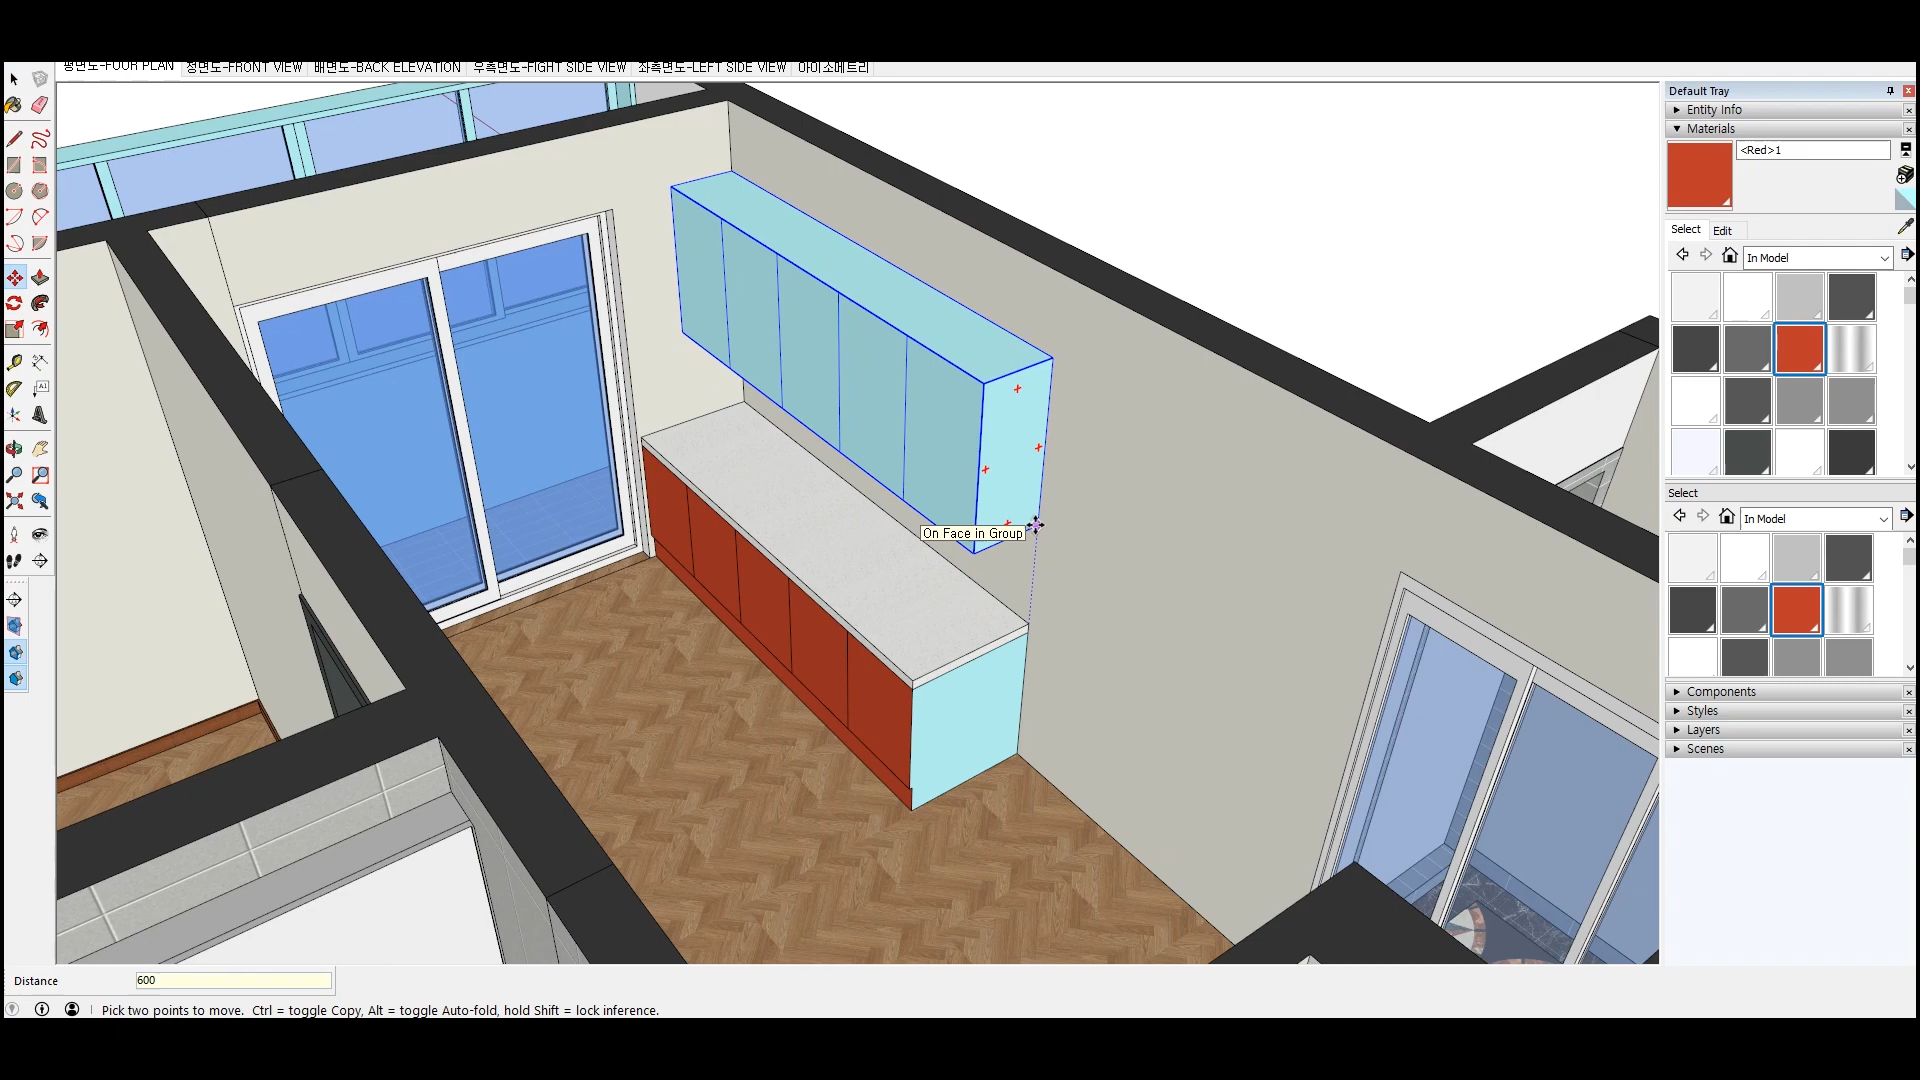 평면도-FOUR PLAN 정면도-FRONT VIEW 배면도-BACK ELEVATION 우측면도-FIGHT SIDE VIEW 좌측면도-LEFT SIDE VIEW 아이소메트리
Default Tray
Entity Info
Materials
<Red>1
Select Edit
In Model
Select
In Model
Components
Styles
Layers
Scenes
A1
On Face in Group
Distance 600
Pick two points to move. Ctrl = toggle Copy, Alt = toggle Auto-fold, hold Shift = lock inference.